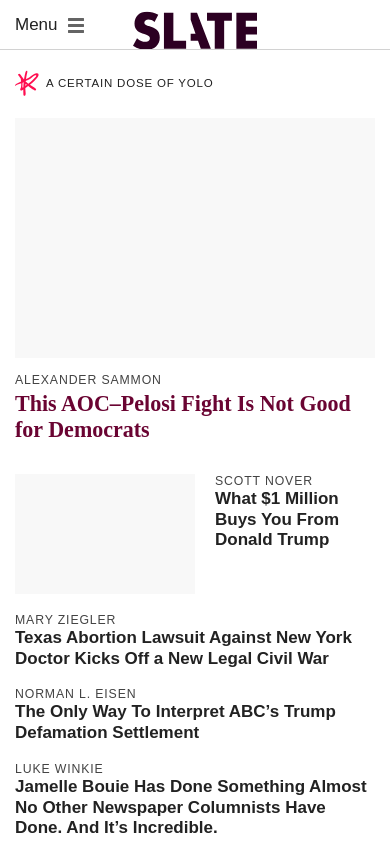 Menu
SLATE
A CERTAIN DOSE OF YOLO
ALEXANDER SAMMON
This AOC–Pelosi Fight Is Not Good
for Democrats
SCOTT NOVER
What $1 Million
Buys You From
Donald Trump
MARY ZIEGLER
Texas Abortion Lawsuit Against New York
Doctor Kicks Off a New Legal Civil War
NORMAN L. EISEN
The Only Way To Interpret ABC’s Trump
Defamation Settlement
LUKE WINKIE
Jamelle Bouie Has Done Something Almost
No Other Newspaper Columnists Have
Done. And It’s Incredible.